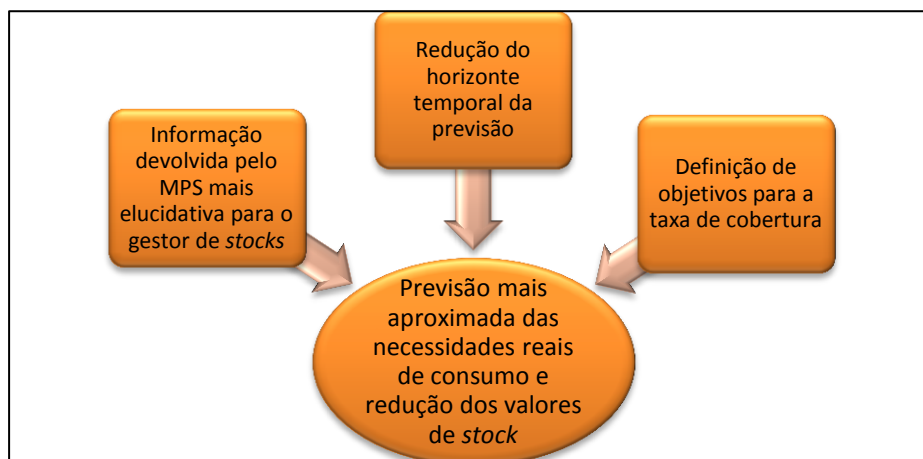 Informação
devolvida pelo
MPS mais
elucidativa para o
gestor de stocks
Redução do
horizonte
temporal da
previsão
Definição de
objetivos para a
taxa de cobertura
Previsão mais
aproximada das
necessidades reais
de consumo e
redução dos valores
de stock